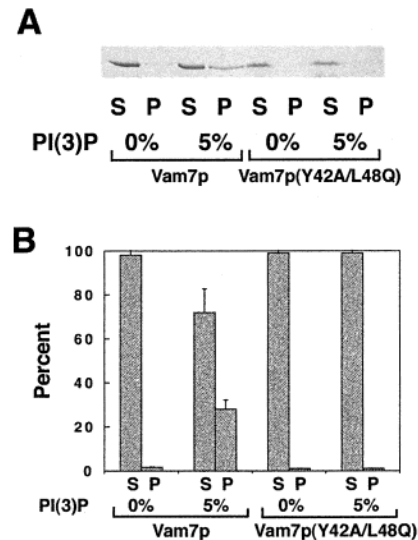 A
S P S P S P S P
PI(3)P 0% 5% 0% 5%
Vam7p Vam7p(Y42A/L48Q)
B
100
80
60
40
20
0
Percent
S P S P S P S P
PI(3)P 0% 5% 0% 5%
Vam7p Vam7p(Y42A/L48Q)